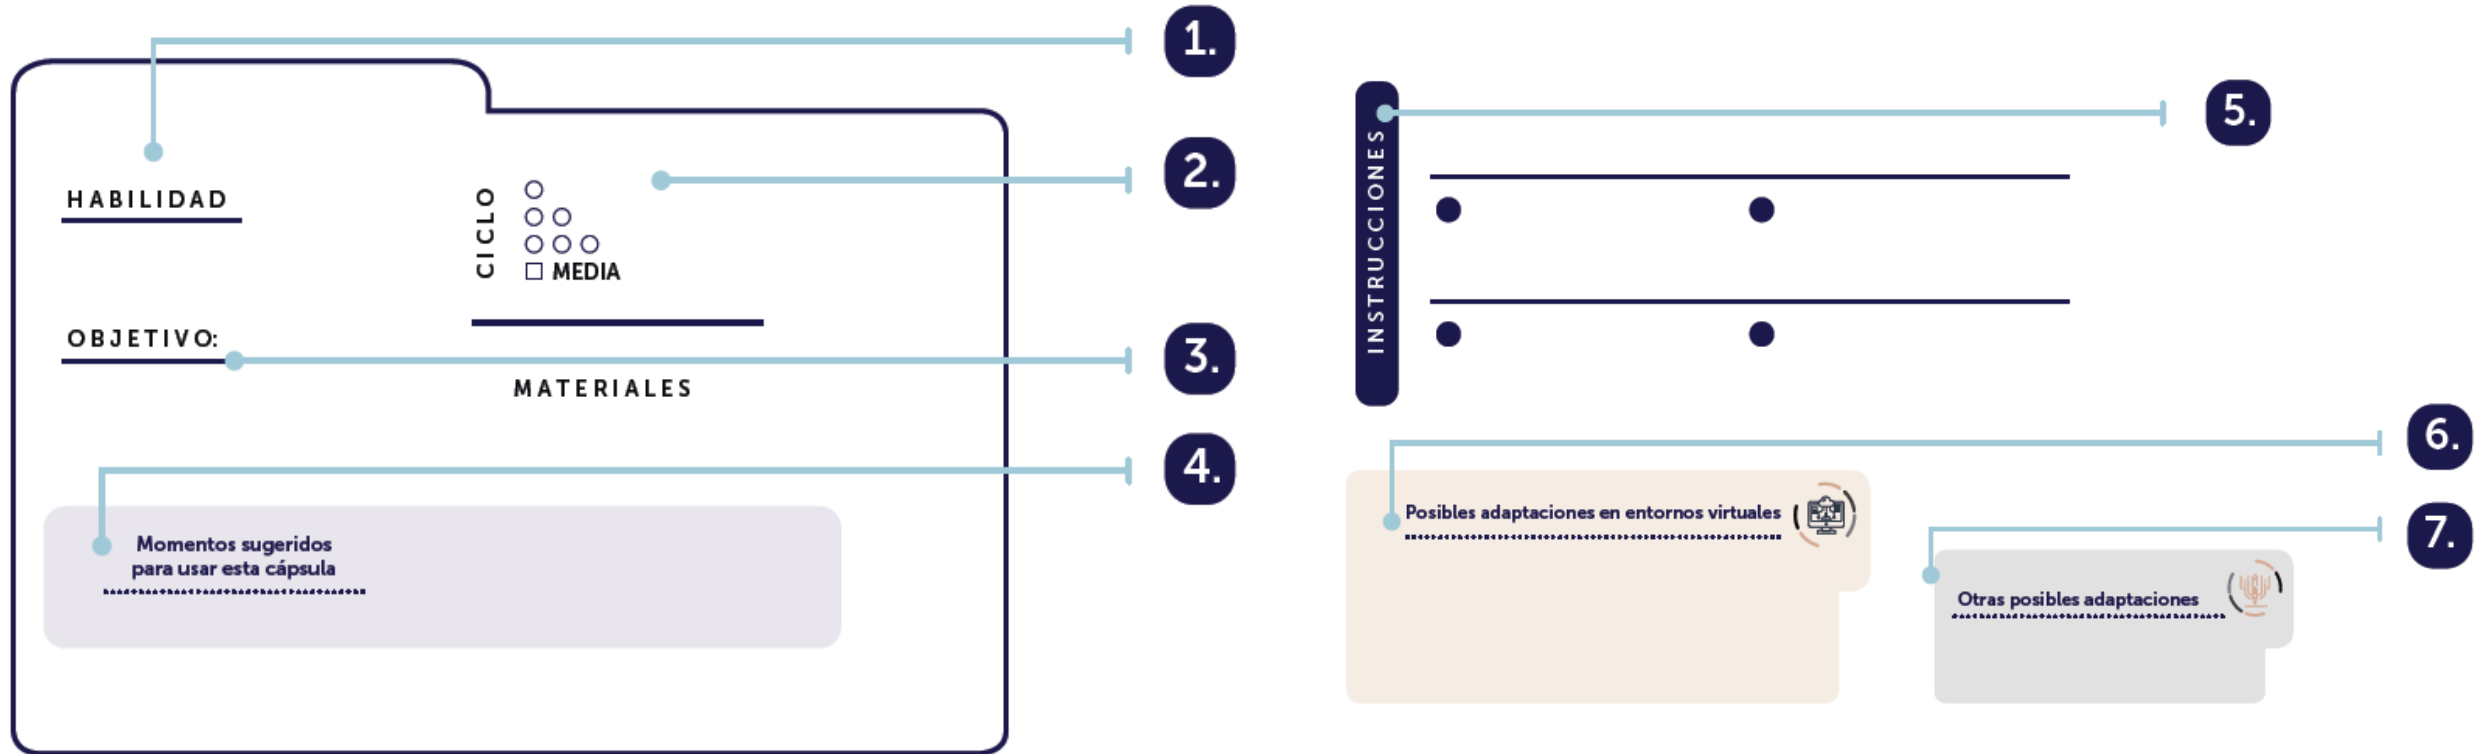 1.
HABILIDAD
CICLO
MEDIA
2.
OBJETIVO:
3.
MATERIALES
4.
Momentos sugeridos
para usar esta cápsula
INSTRUCCIONES
5.
6.
Posibles adaptaciones en entornos virtuales
7.
Otras posibles adaptaciones